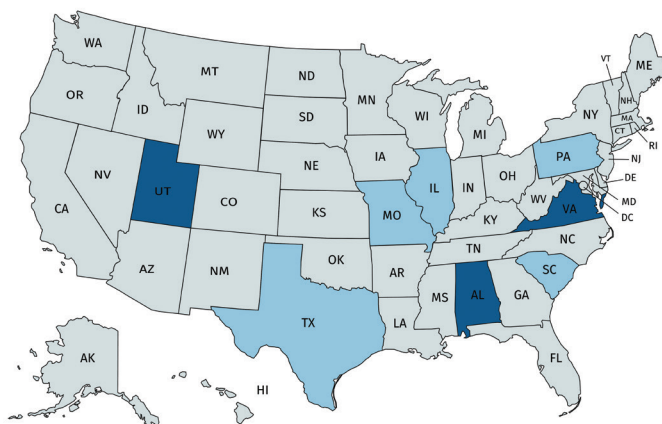 WA
MT
ND
MN
ME
VT
NH
OR
ID
SD
WI
MI
NY
MA
CT
RI
WY
NE
IA
PA
NJ
NV
UT
CO
IL
IN
OH
DE
MD
DC
CA
KS
MO
KY
WV
VA
AZ
NM
OK
AR
TN
NC
SC
TX
LA
MS
AL
GA
AK
HI
FL